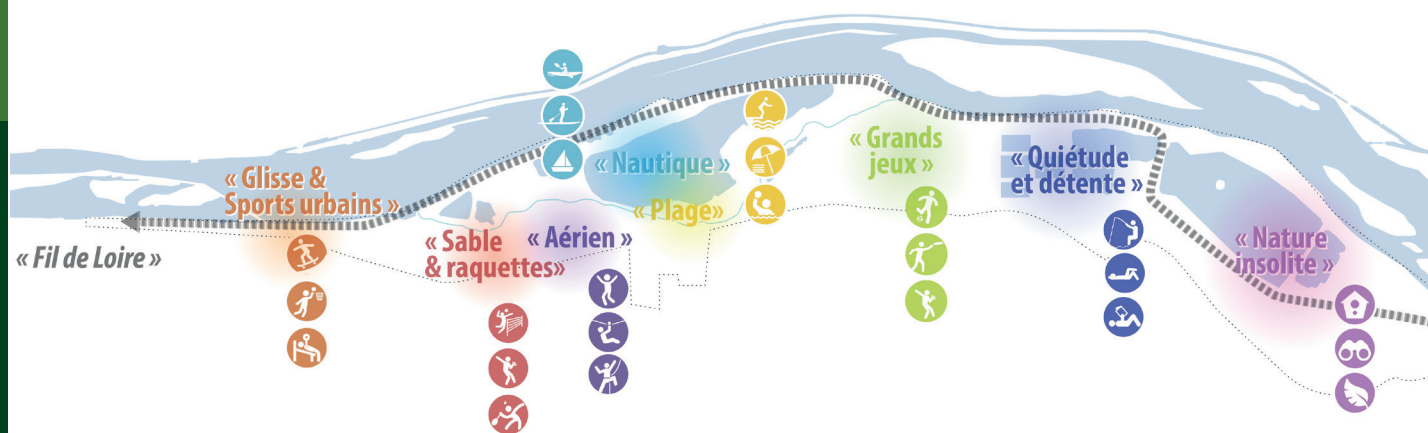 « Fil de Loire »
« Glisse &
Sports urbains »
« Sable
& raquettes»
« Aérien »
« Nautique »
« Plage»
« Grands
jeux »
« Quiétude
et détente »
« Nature
insolite »